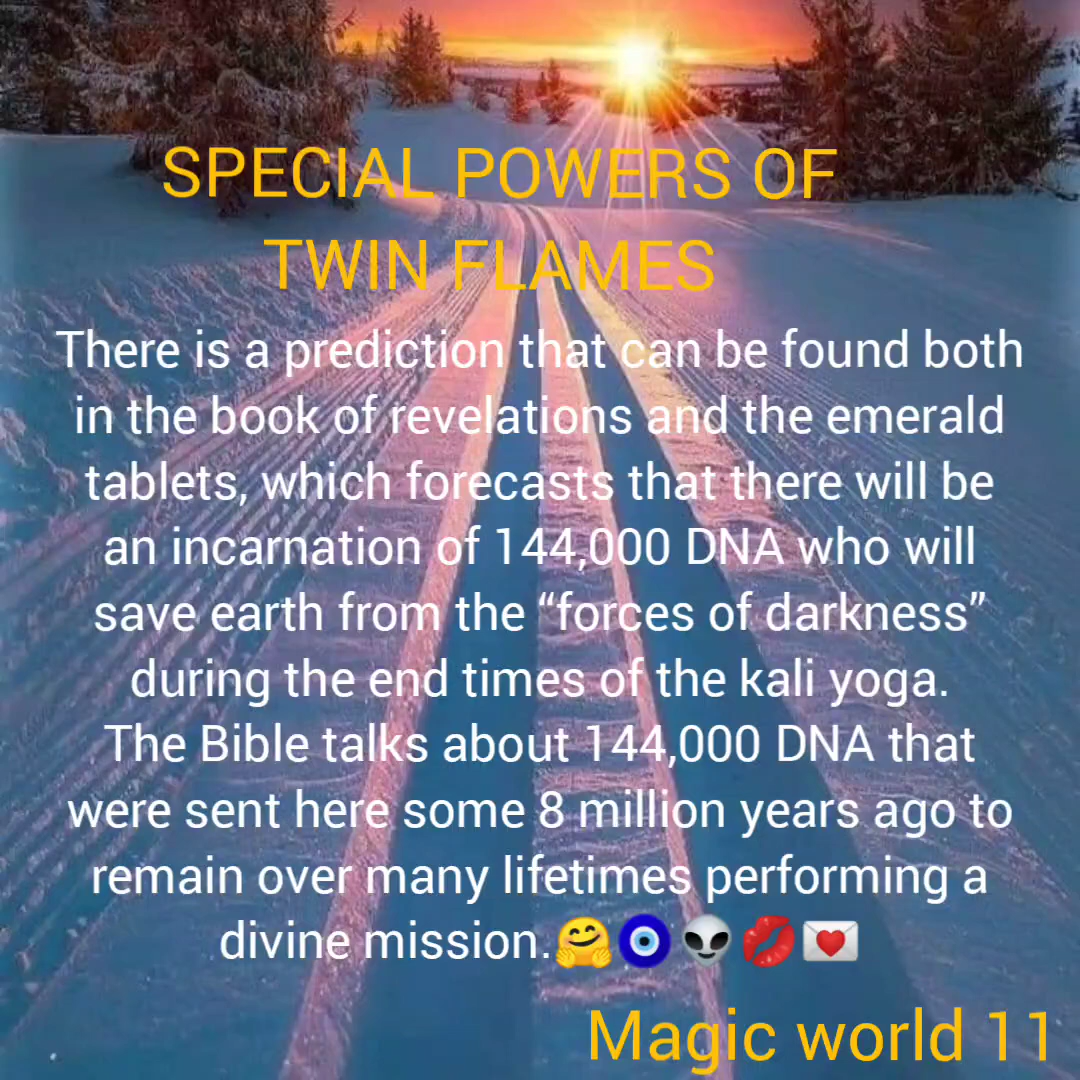 SPECIAL POWERS OF
TWIN FLAMES
There is a prediction that can be found both
in the book of revelations and the emerald
tablets, which forecasts that there will be
an incarnation of 144,000 DNA who will
save earth from the “forces of darkness”
during the end times of the kali yoga.
The Bible talks about 144,000 DNA that
were sent here some 8 million years ago to
remain over many lifetimes performing a
divine mission.🤗🧿👽💋💌
Magic world 11